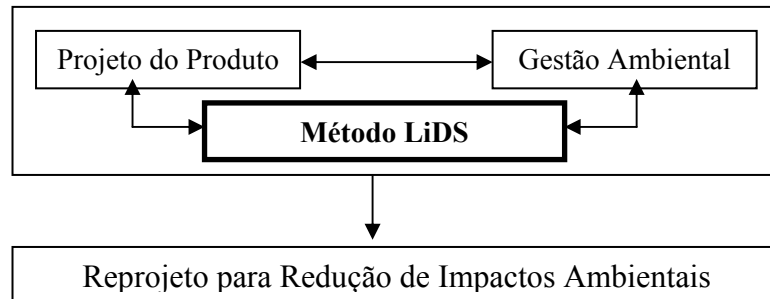 Projeto do Produto
Gestão Ambiental
Método LiDS
Reprojeto para Redução de Impactos Ambientais